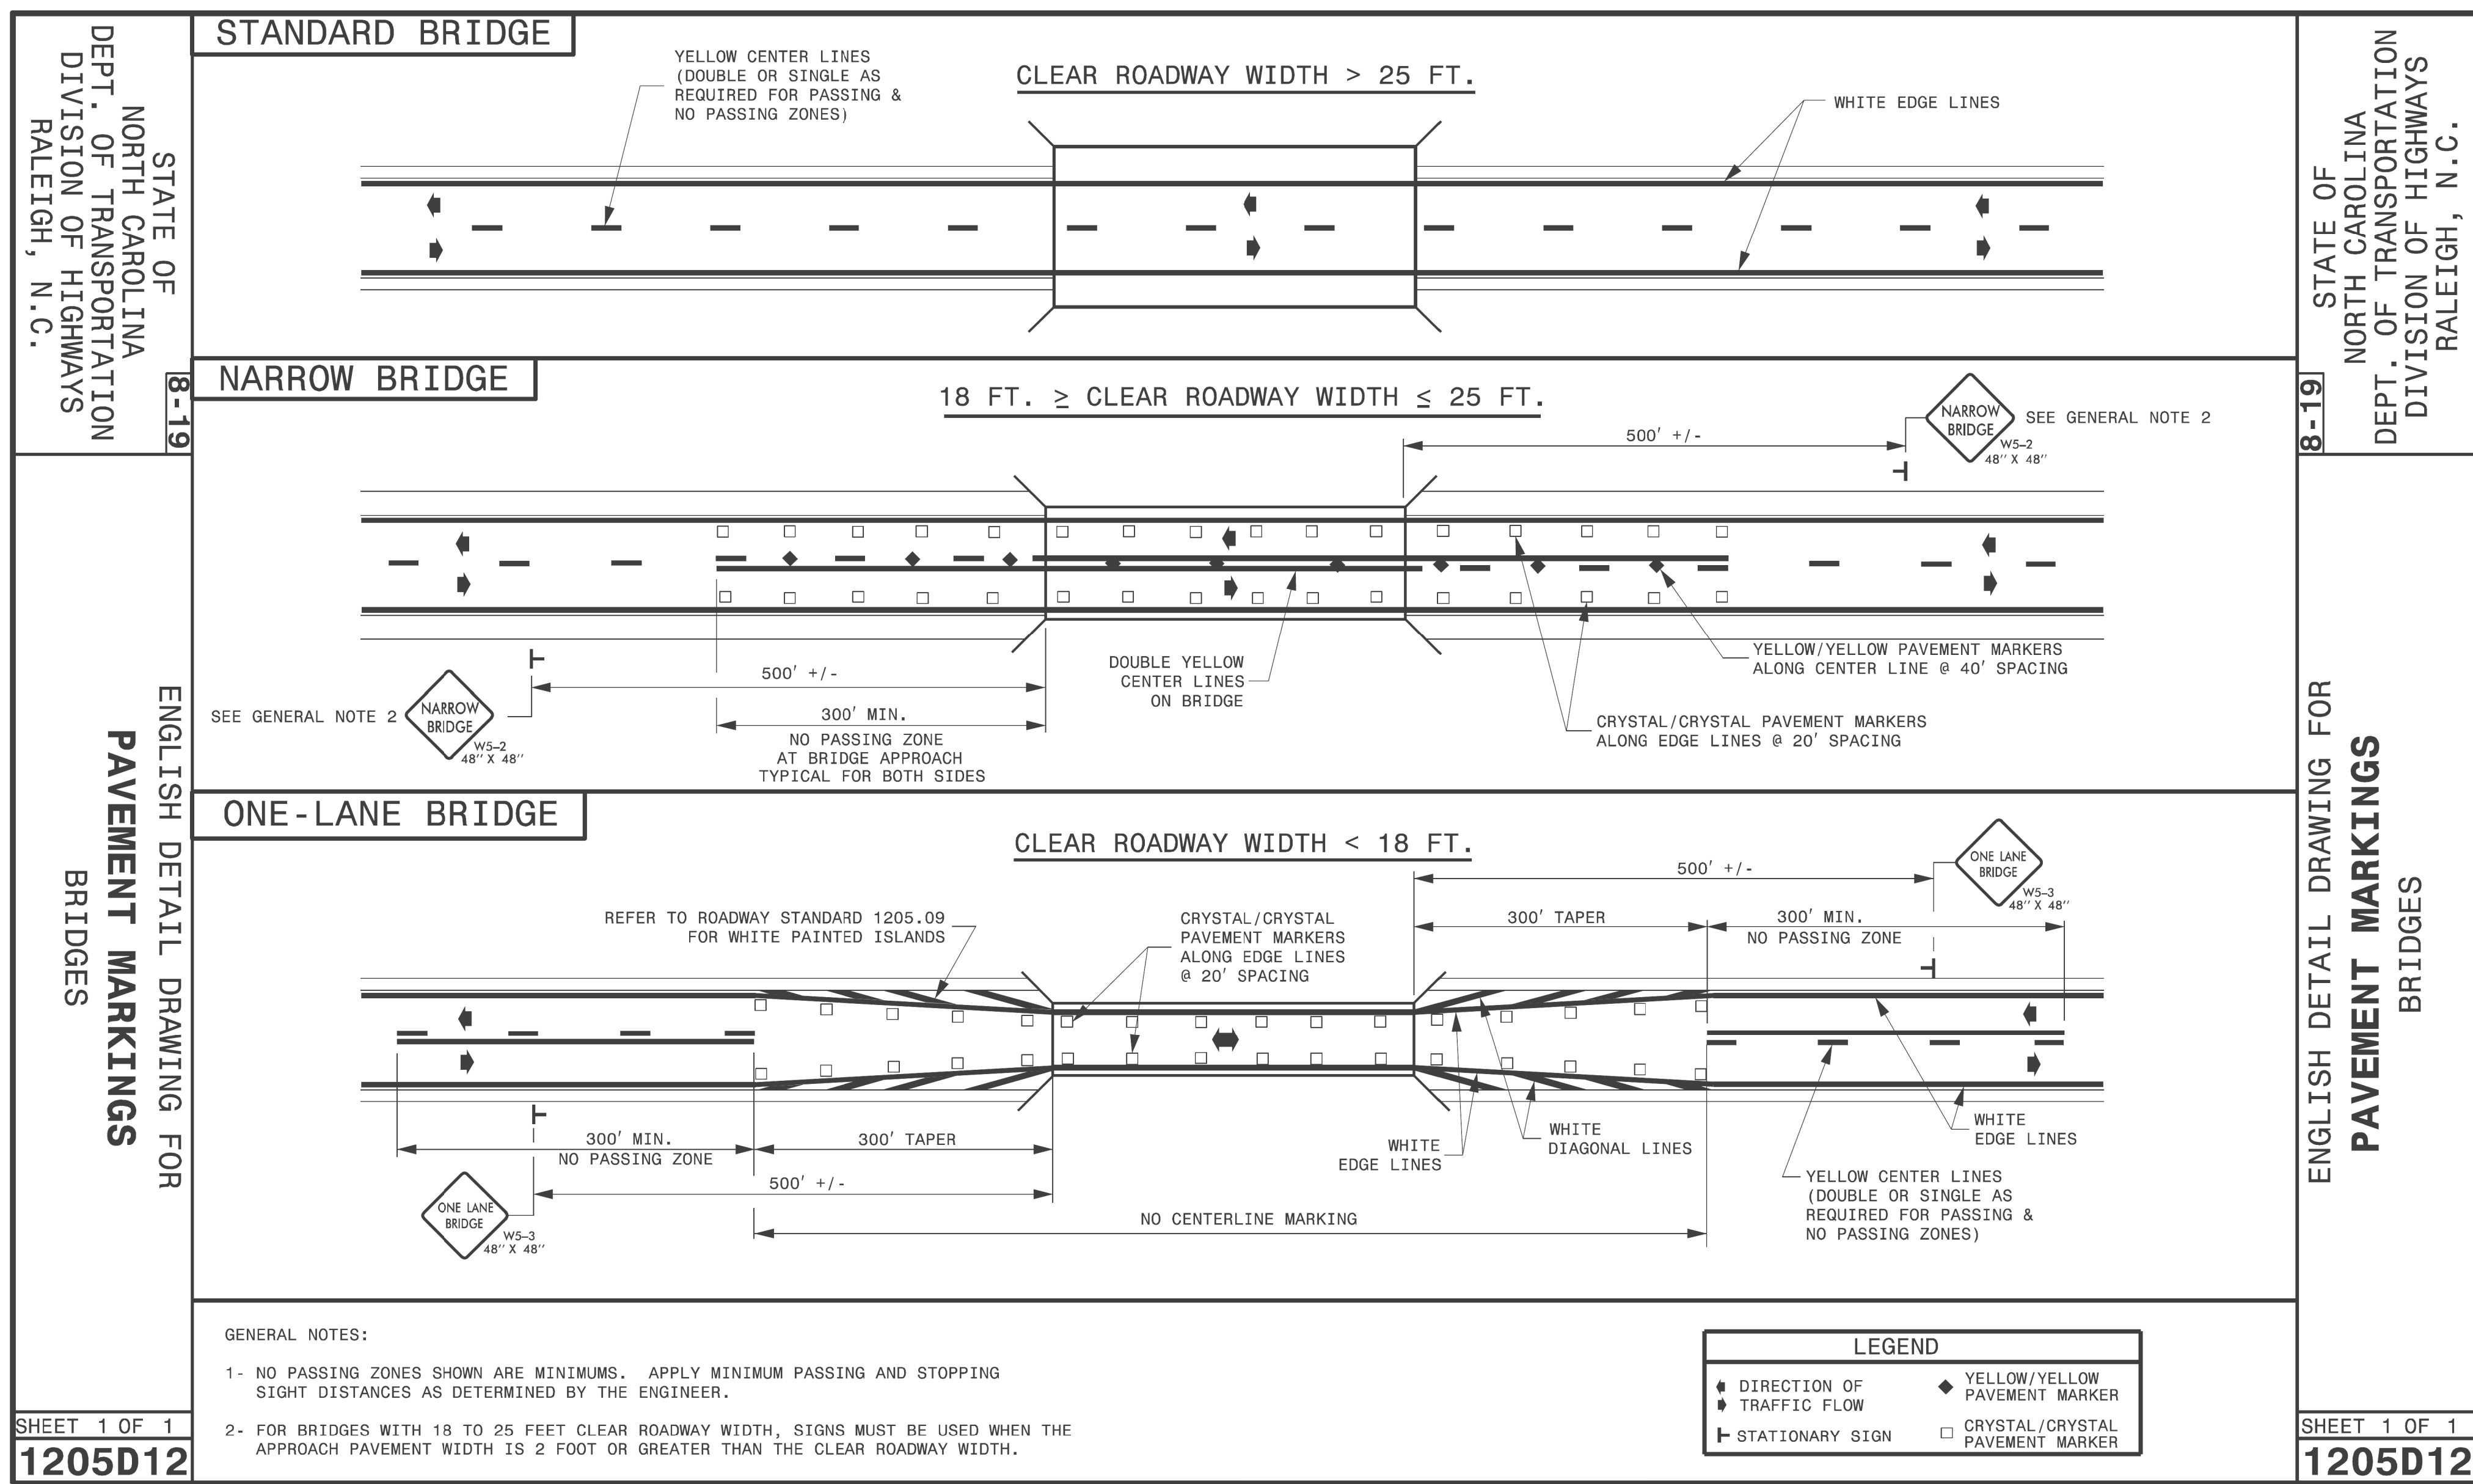 STATE OF
NORTH CAROLINA
DEPT. OF TRANSPORTATION
DIVISION OF HIGHWAYS
RALEIGH, N.C.
8-19
ENGLISH DETAIL DRAWING FOR
PAVEMENT MARKINGS
BRIDGES
SHEET 1 OF 1
1205D12
STANDARD BRIDGE
CLEAR ROADWAY WIDTH > 25 FT.
YELLOW CENTER LINES
(DOUBLE OR SINGLE AS
REQUIRED FOR PASSING &
NO PASSING ZONES)
WHITE EDGE LINES
NARROW BRIDGE
18 FT. ≥ CLEAR ROADWAY WIDTH ≤ 25 FT.
500' +/-
NARROW
BRIDGE
W5-2
48" X 48"
SEE GENERAL NOTE 2
SEE GENERAL NOTE 2
NARROW
BRIDGE
W5-2
48" X 48"
500' +/-
300' MIN.
NO PASSING ZONE
AT BRIDGE APPROACH
TYPICAL FOR BOTH SIDES
DOUBLE YELLOW
CENTER LINES
ON BRIDGE
YELLOW/YELLOW PAVEMENT MARKERS
ALONG CENTER LINE @ 40' SPACING
CRYSTAL/CRYSTAL PAVEMENT MARKERS
ALONG EDGE LINES @ 20' SPACING
ONE-LANE BRIDGE
CLEAR ROADWAY WIDTH < 18 FT.
500' +/-
ONE LANE
BRIDGE
W5-3
48" X 48"
300' TAPER
300' MIN.
NO PASSING ZONE
REFER TO ROADWAY STANDARD 1205.09
FOR WHITE PAINTED ISLANDS
CRYSTAL/CRYSTAL
PAVEMENT MARKERS
ALONG EDGE LINES
@ 20' SPACING
300' MIN.
NO PASSING ZONE
300' TAPER
500' +/-
ONE LANE
BRIDGE
W5-3
48" X 48"
NO CENTERLINE MARKING
WHITE
EDGE LINES
WHITE
DIAGONAL LINES
WHITE
EDGE LINES
YELLOW CENTER LINES
(DOUBLE OR SINGLE AS
REQUIRED FOR PASSING &
NO PASSING ZONES)
GENERAL NOTES:
1- NO PASSING ZONES SHOWN ARE MINIMUMS. APPLY MINIMUM PASSING AND STOPPING
SIGHT DISTANCES AS DETERMINED BY THE ENGINEER.
2- FOR BRIDGES WITH 18 TO 25 FEET CLEAR ROADWAY WIDTH, SIGNS MUST BE USED WHEN THE
APPROACH PAVEMENT WIDTH IS 2 FOOT OR GREATER THAN THE CLEAR ROADWAY WIDTH.
LEGEND
DIRECTION OF
TRAFFIC FLOW
STATIONARY SIGN
YELLOW/YELLOW
PAVEMENT MARKER
CRYSTAL/CRYSTAL
PAVEMENT MARKER
STATE OF
NORTH CAROLINA
DEPT. OF TRANSPORTATION
DIVISION OF HIGHWAYS
RALEIGH, N.C.
8-19
ENGLISH DETAIL DRAWING FOR
PAVEMENT MARKINGS
BRIDGES
SHEET 1 OF 1
1205D12